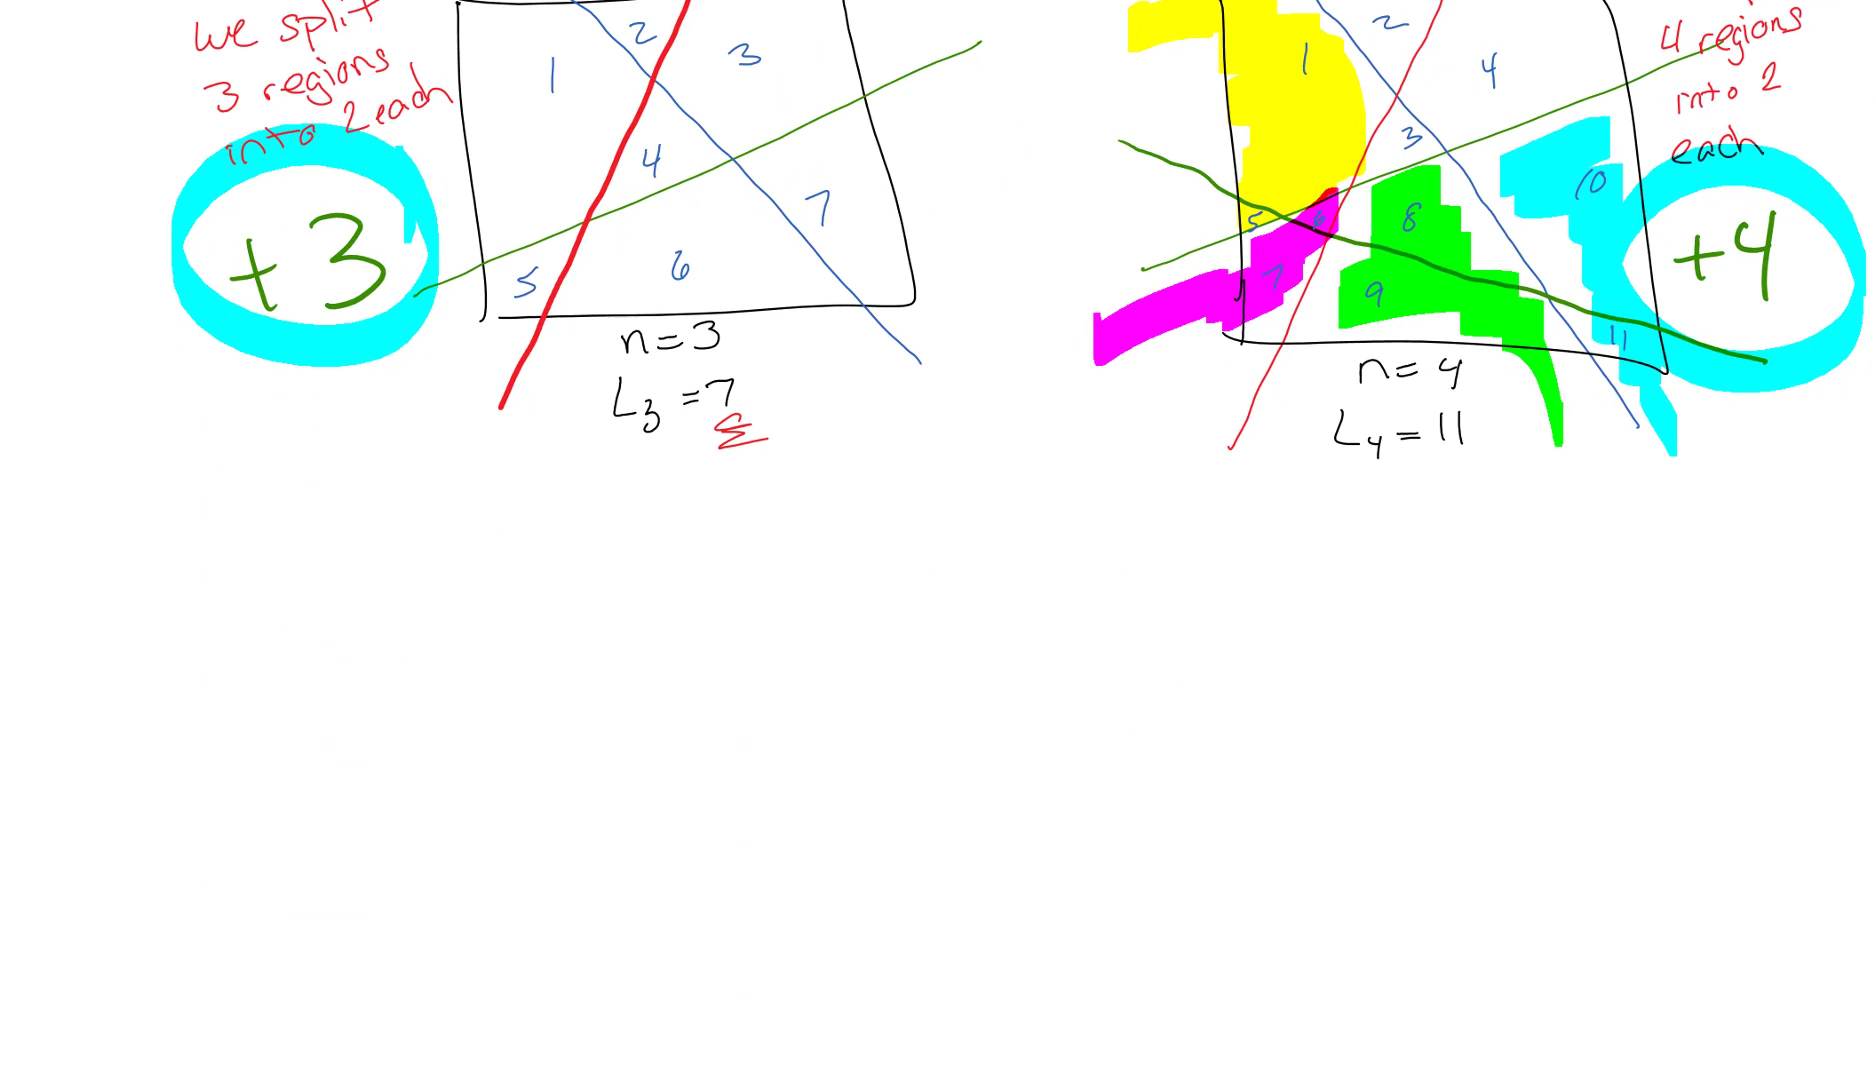 we split
3 regions
into 2 each
+3
1
2
3
4
5
6
7
n=3
L3 = 7
1
2
4
3
5
6
7
8
9
10
11
n=4
L4 = 11
4 regions
into 2
each
+4